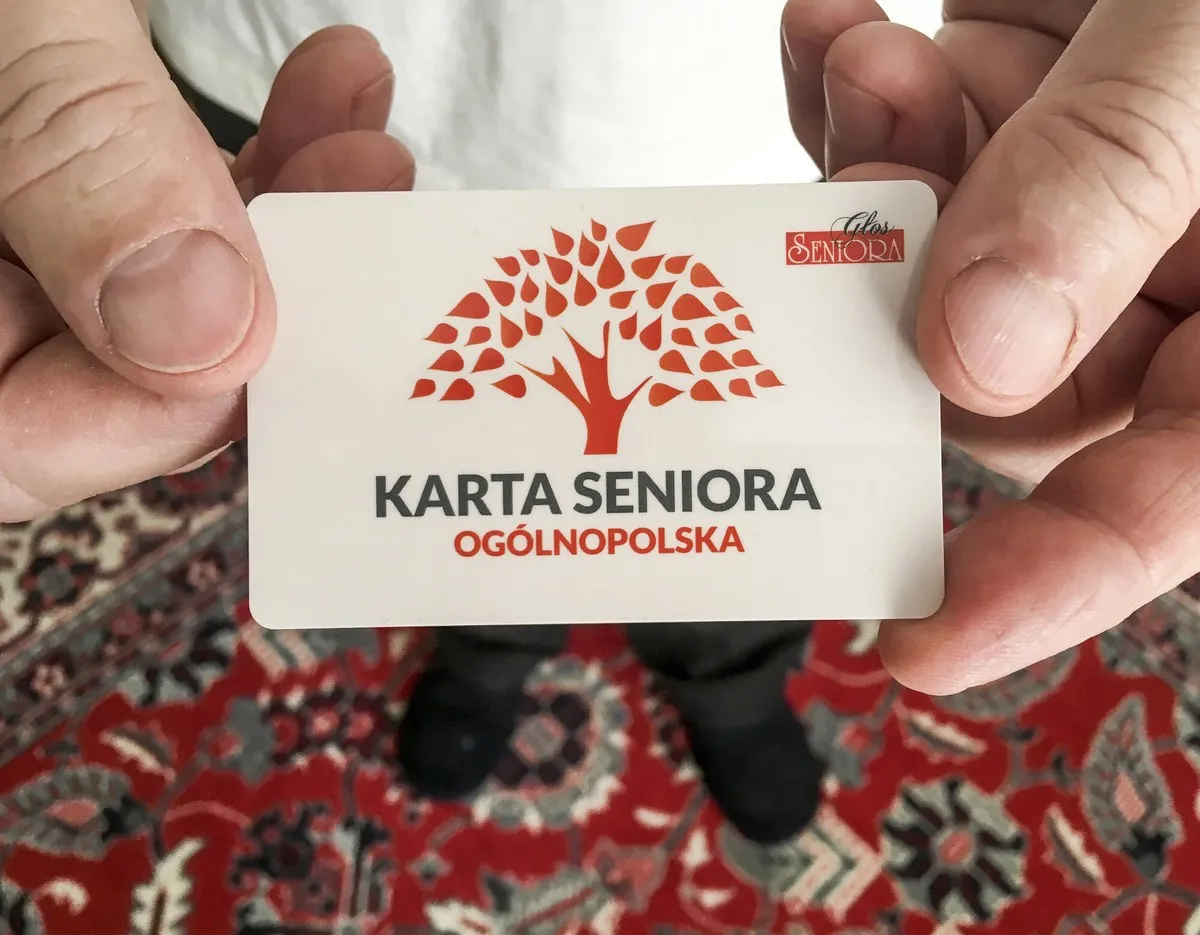 Głos
SENIORA
KARTA SENIORA
OGÓLNOPOLSKA